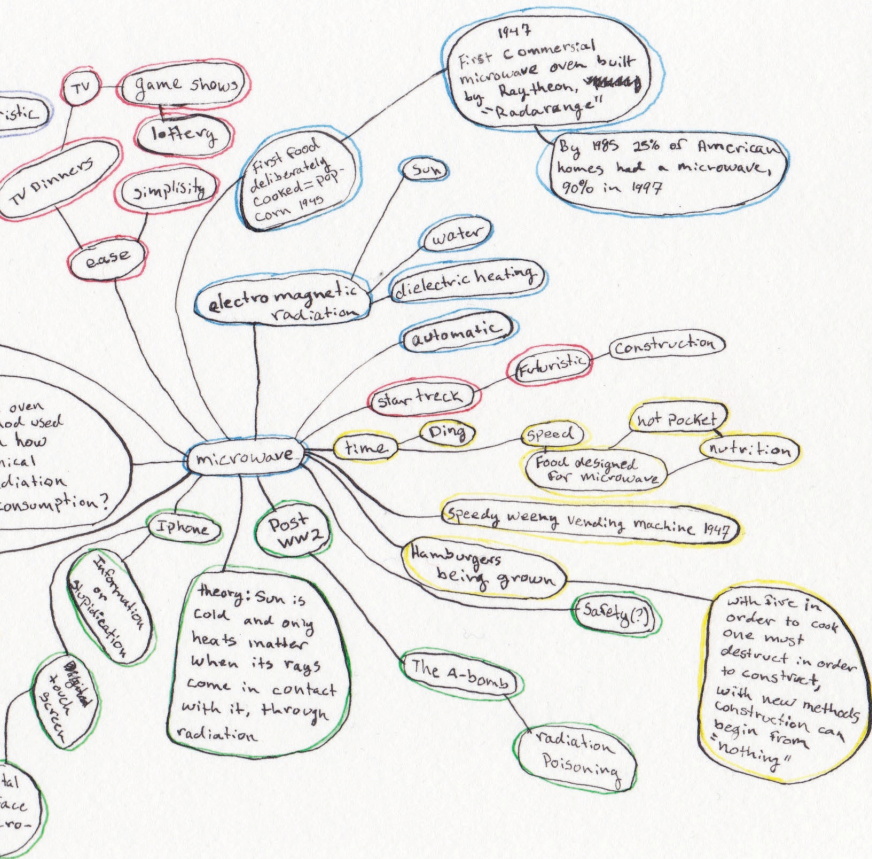 1947
First Commercial
microwave oven built
by Raytheon,
"Radarange"
TV
game shows
ristic
lottery
By 1985 25% of American
homes had a microwave,
90% in 1997
First food
deliberately
cooked = pop-
corn 1945
TV Dinners
simplisity
Sun
ease
water
dielectric heating
electro magnetic
radiation
automatic
Construction
Futuristic
star treck
oven
used
how
consumption?
microwave
time
Ding
speed
hot Pocket
nutrition
Food designed
for microwave
Iphone
Post
WW2
Speedy weeny vending machine 1947
Hamburgers
being grown
Safety(?)
Information
or
stupidication
theory: Sun is
cold and only
heats matter
when its rays
come in contact
with it, through
radiation
with fire in
order to cook
one must
destruct in order
to construct,
with new methods
construction can
begin from
"nothing"
The A-bomb
radiation
Poisoning
touch
screen